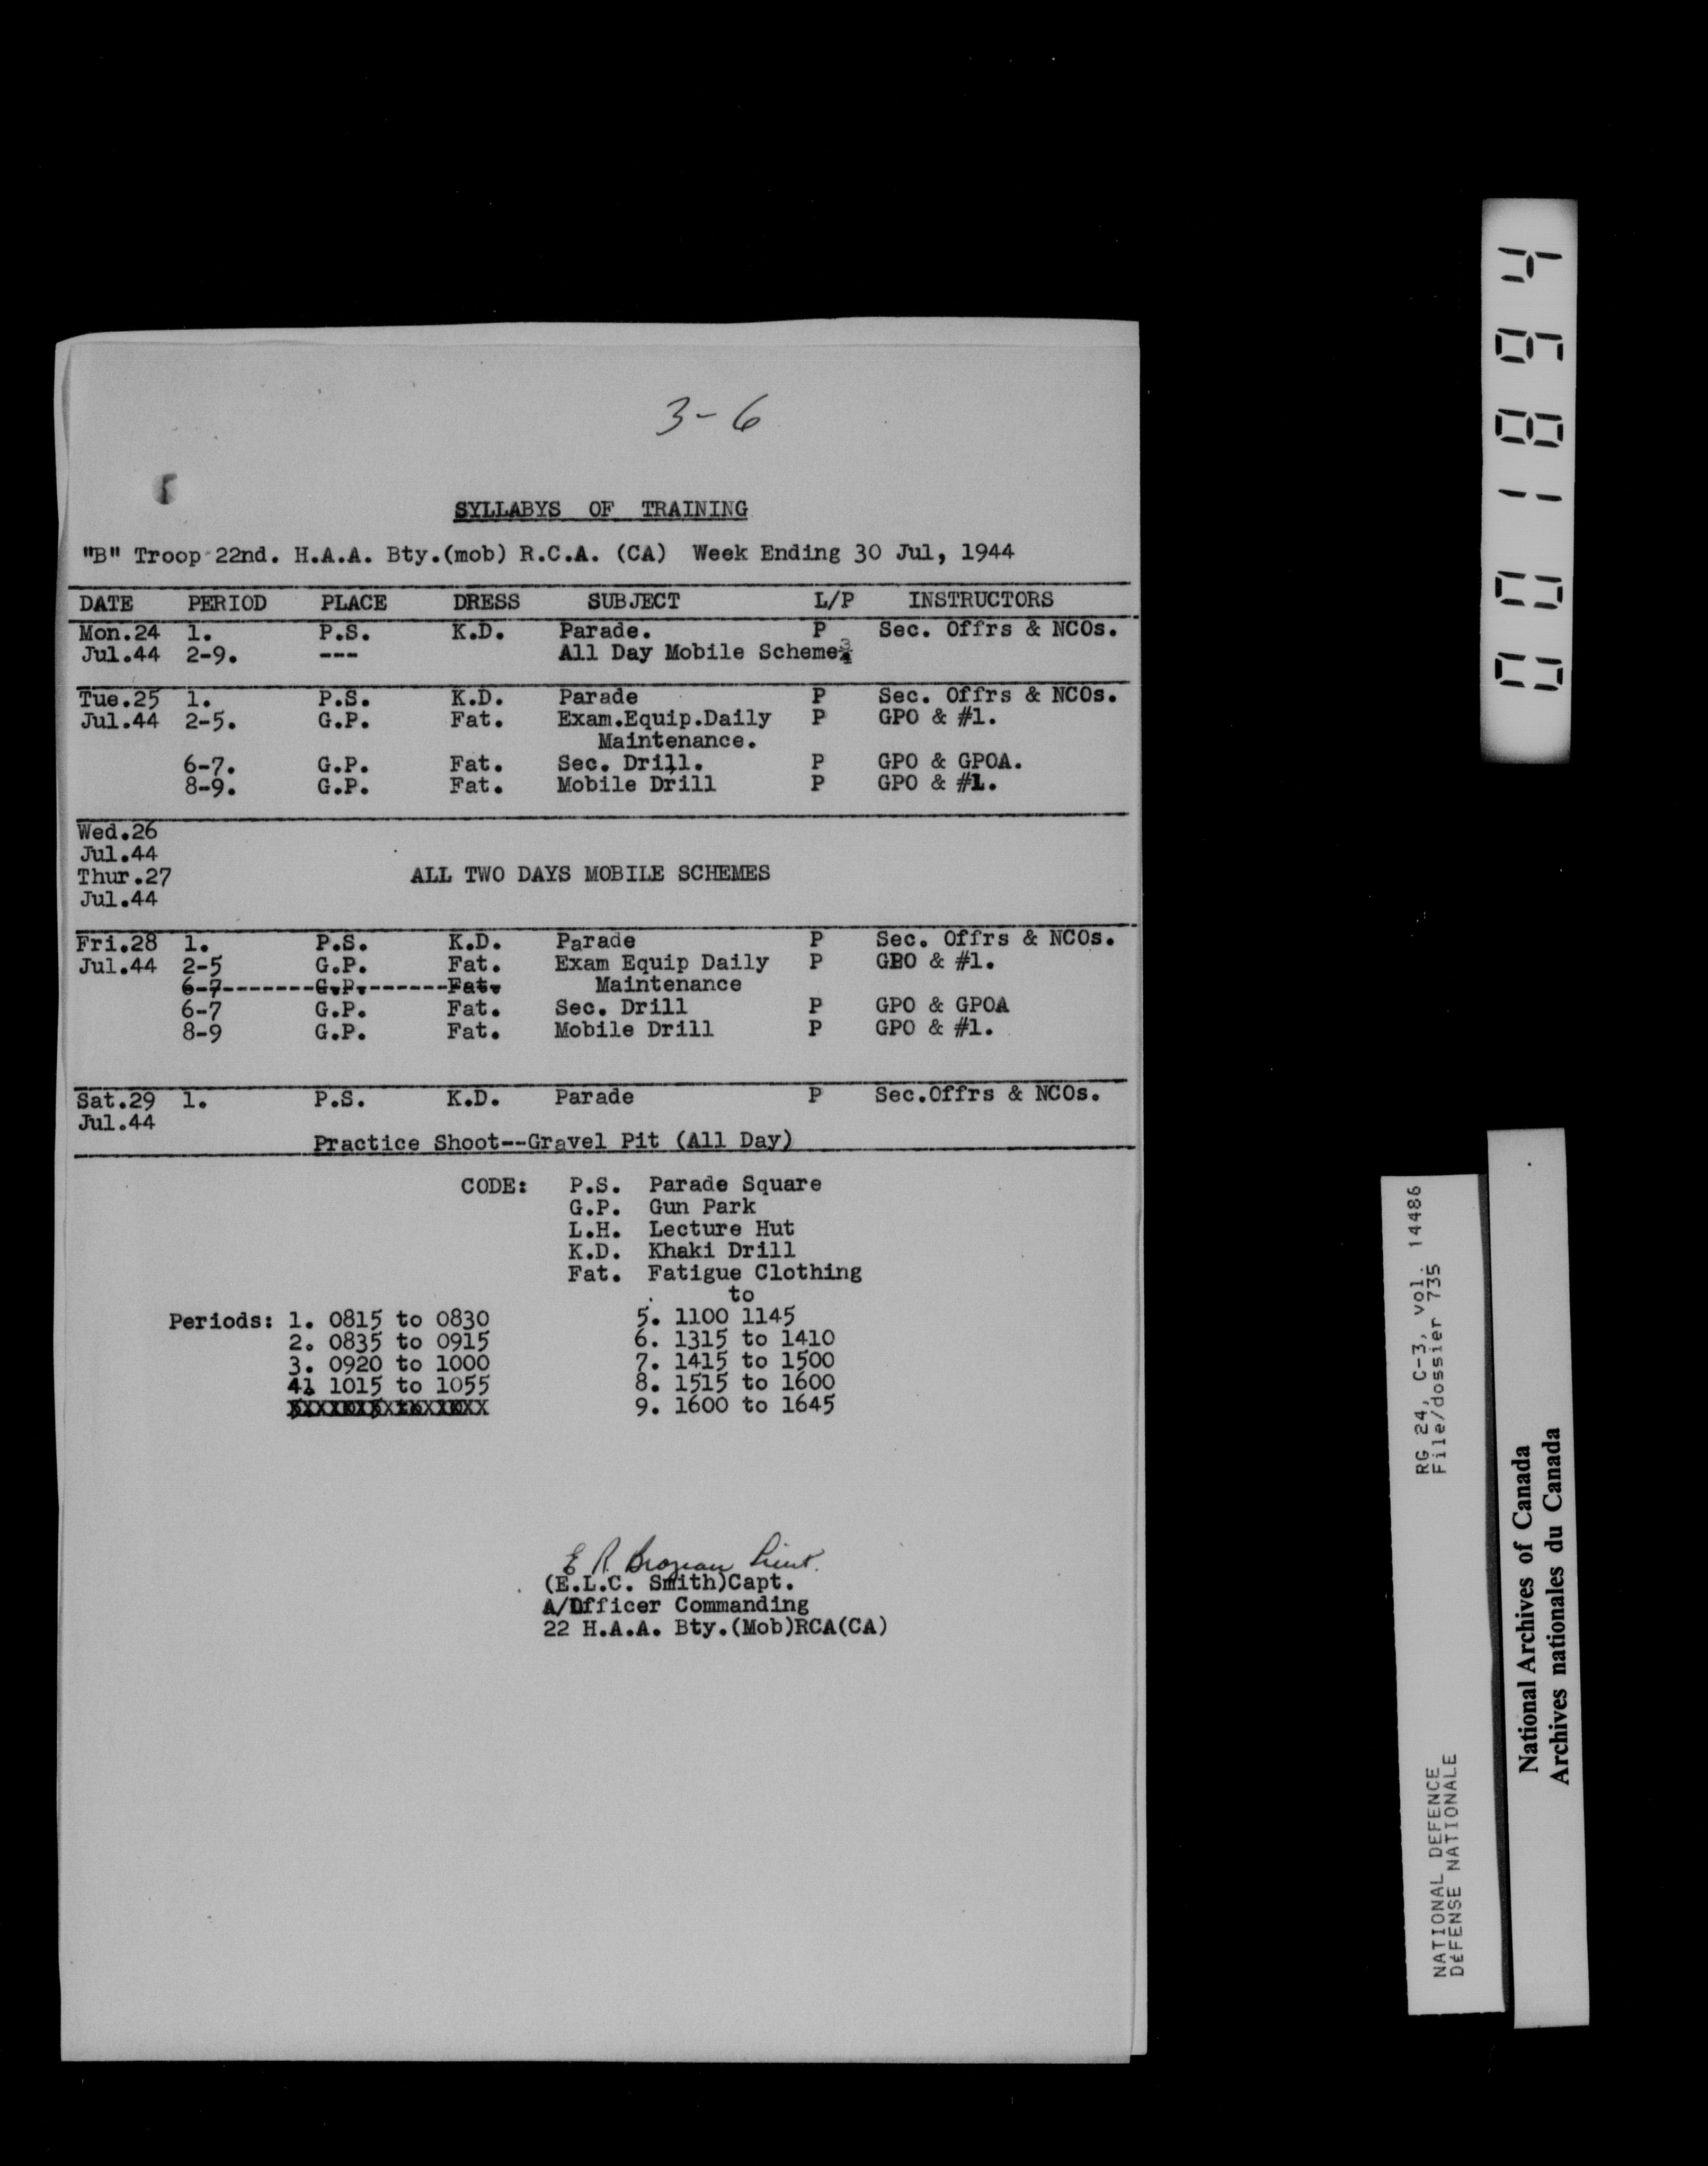 3-6
SYLLABYS OF TRAINING
"B" Troop 22nd. H.A.A. Bty.(mob) R.C.A. (CA) Week Ending 30 Jul, 1944
DATE PERIOD PLACE DRESS SUBJECT L/P INSTRUCTORS
Mon.24 1. P.S. K.D. Parade. P Sec. Offrs & NCOs.
Jul.44 2-9. --- All Day Mobile Scheme
Tue.25 1. P.S. K.D. Parade P Sec. Offrs & NCOs.
Jul.44 2-5. G.P. Fat. Exam.Equip.Daily P GPO & #1.
Maintenance.
6-7. G.P. Fat. Sec. Drill. P GPO & GPOA.
8-9. G.P. Fat. Mobile Drill P GPO & #1.
Wed.26
Jul.44
Thur.27 ALL TWO DAYS MOBILE SCHEMES
Jul.44
Fri.28 1. P.S. K.D. Parade P Sec. Offrs & NCOs.
Jul.44 2-5 G.P. Fat. Exam Equip Daily P GPO & #1.
6-7-------G.P.------Fat. Maintenance
6-7 G.P. Fat. Sec. Drill P GPO & GPOA
8-9 G.P. Fat. Mobile Drill P GPO & #1.
Sat.29 1. P.S. K.D. Parade P Sec.Offrs & NCOs.
Jul.44
Practice Shoot--Gravel Pit (All Day)
CODE: P.S. Parade Square
G.P. Gun Park
L.H. Lecture Hut
K.D. Khaki Drill
Fat. Fatigue Clothing
to
Periods: 1. 0815 to 0830 5. 1100 1145
2. 0835 to 0915 6. 1315 to 1410
3. 0920 to 1000 7. 1415 to 1500
4. 1015 to 1055 8. 1515 to 1600
9. 1600 to 1645
E R Lieut.
(E.L.C. Smith)Capt.
A/Officer Commanding
22 H.A.A. Bty.(Mob)RCA(CA)
001894
RG 24, C-3, vol. 14486
File/dossier 735
NATIONAL DEFENCE
DÉFENSE NATIONALE
National Archives of Canada
Archives nationales du Canada